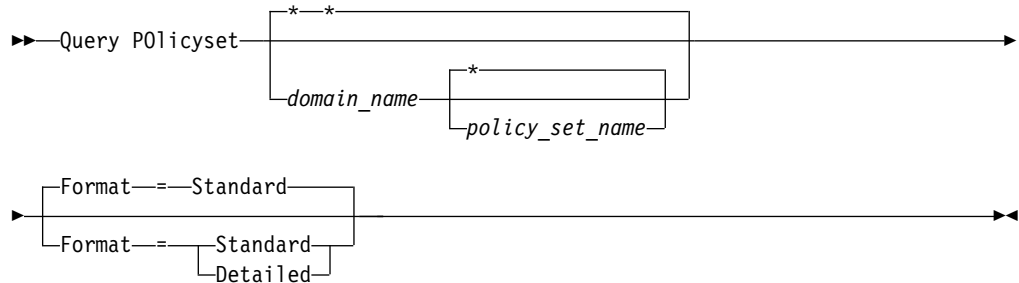 * *
Query POlicyset
*
domain_name
policy_set_name
Format = Standard
Format = Standard
Detailed